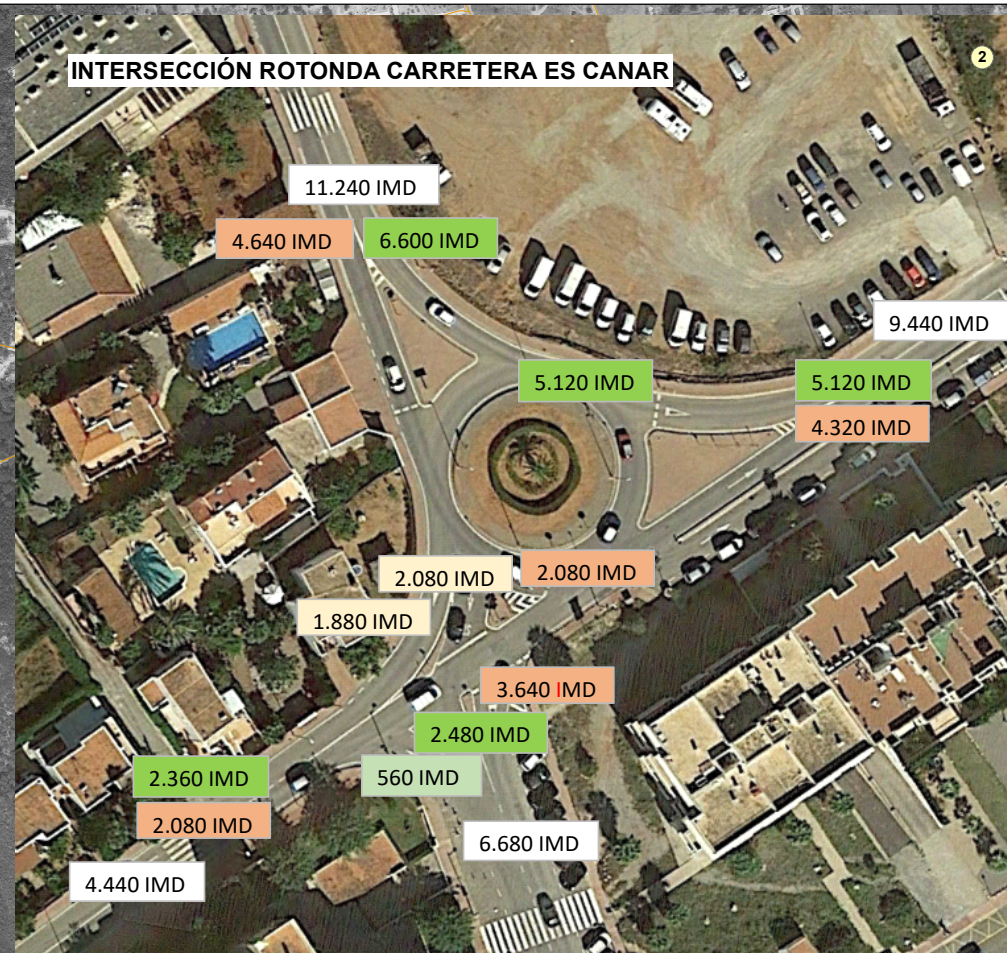 INTERSECCIÓN ROTONDA CARRETERA ES CANAR
2
11.240 IMD
4.640 IMD
6.600 IMD
9.440 IMD
5.120 IMD
5.120 IMD
4.320 IMD
2.080 IMD
2.080 IMD
1.880 IMD
3.640 IMD
2.480 IMD
2.360 IMD
560 IMD
2.080 IMD
6.680 IMD
4.440 IMD